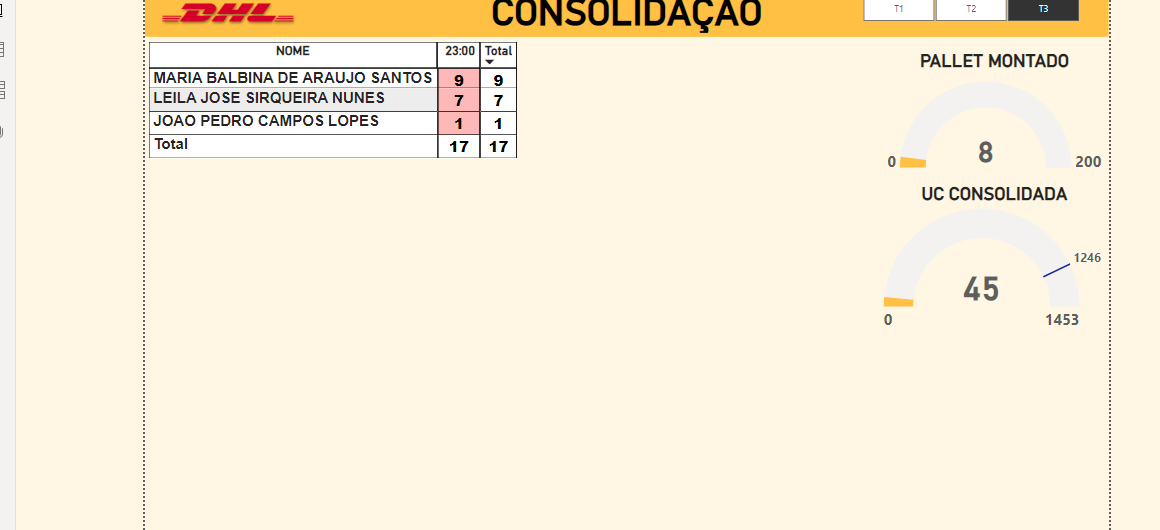 DHL
CONSOLIDAÇÃO
T1 T2 T3
NOME 23:00 Total
MARIA BALBINA DE ARAUJO SANTOS 9 9
LEILA JOSE SIRQUEIRA NUNES 7 7
JOAO PEDRO CAMPOS LOPES 1 1
Total 17 17
PALLET MONTADO
8
0 200
UC CONSOLIDADA
1246
45
0 1453